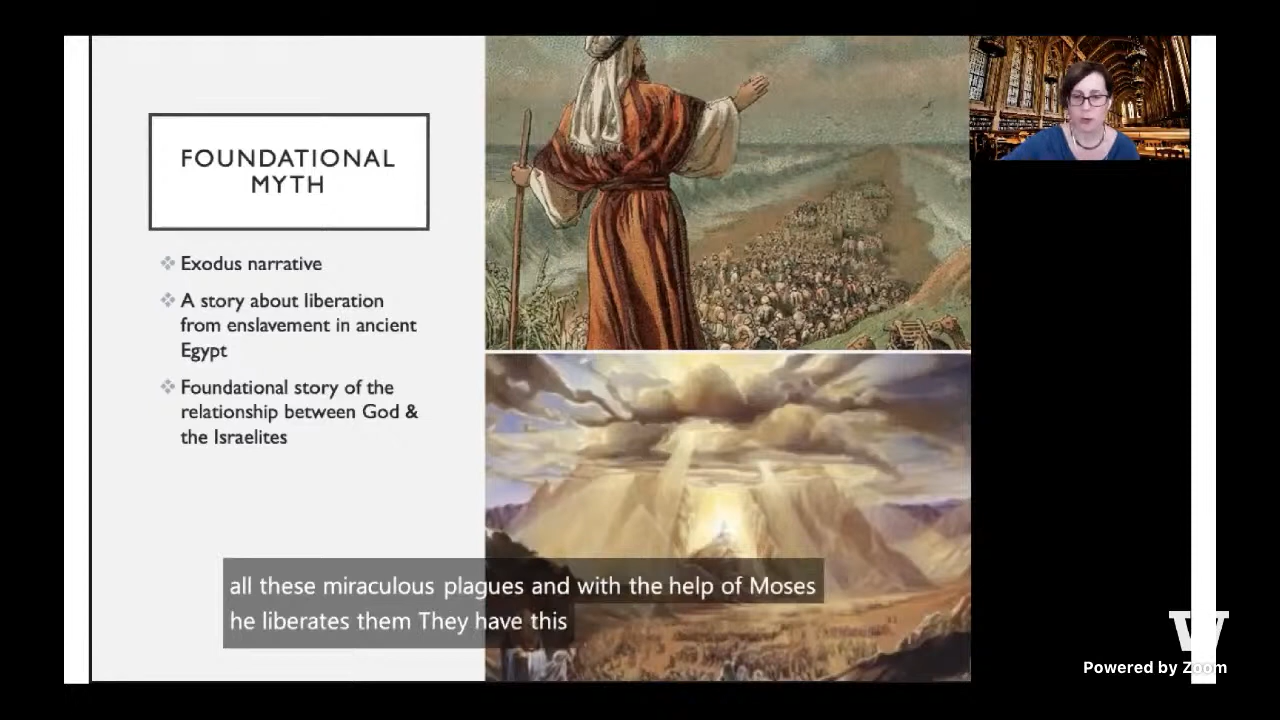 FOUNDATIONAL
MYTH
Exodus narrative
A story about liberation
from enslavement in ancient
Egypt
Foundational story of the
relationship between God &
the Israelites
all these miraculous plagues and with the help of Moses
he liberates them They have this
W
Powered by Zoom